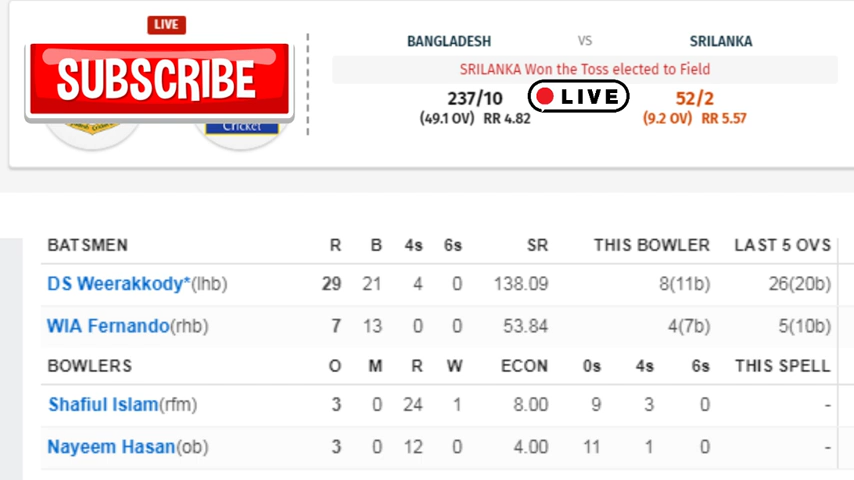 LIVE
SUBSCRIBE
Cricket
BANGLADESH VS SRILANKA
SRILANKA Won the Toss elected to Field
237/10 LIVE 52/2
(49.1 OV) RR 4.82 (9.2 OV) RR 5.57
BATSMEN R B 4s 6s SR THIS BOWLER LAST 5 OVS
DS Weerakkody*(lhb) 29 21 4 0 138.09 8(11b) 26(20b)
WIA Fernando(rhb) 7 13 0 0 53.84 4(7b) 5(10b)
BOWLERS O M R W ECON 0s 4s 6s THIS SPELL
Shafiul Islam(rfm) 3 0 24 1 8.00 9 3 0 -
Nayeem Hasan(ob) 3 0 12 0 4.00 11 1 0 -